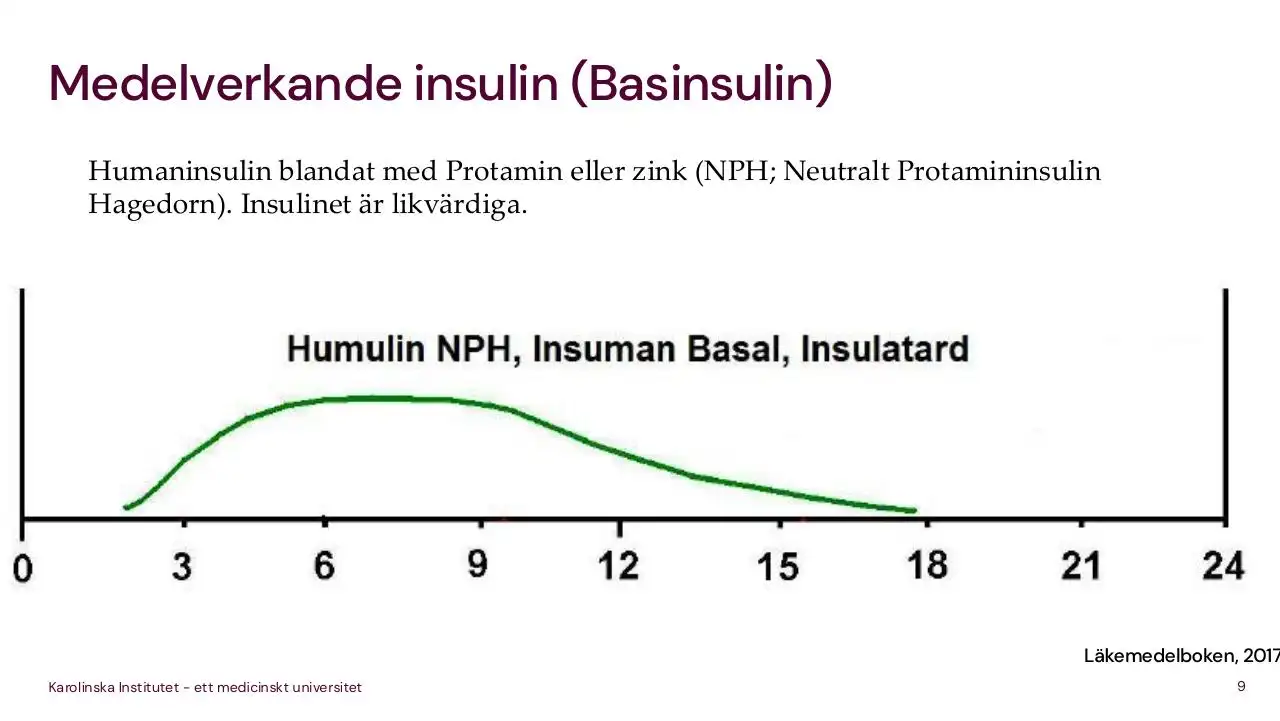 Medelverkande insulin (Basinsulin)
Humaninsulin blandat med Protamin eller zink (NPH; Neutralt Protamininsulin
Hagedorn). Insulinet är likvärdiga.
Humulin NPH, Insuman Basal, Insulatard
0 3 6 9 12 15 18 21 24
Läkemedelboken, 2017
Karolinska Institutet - ett medicinskt universitet
9